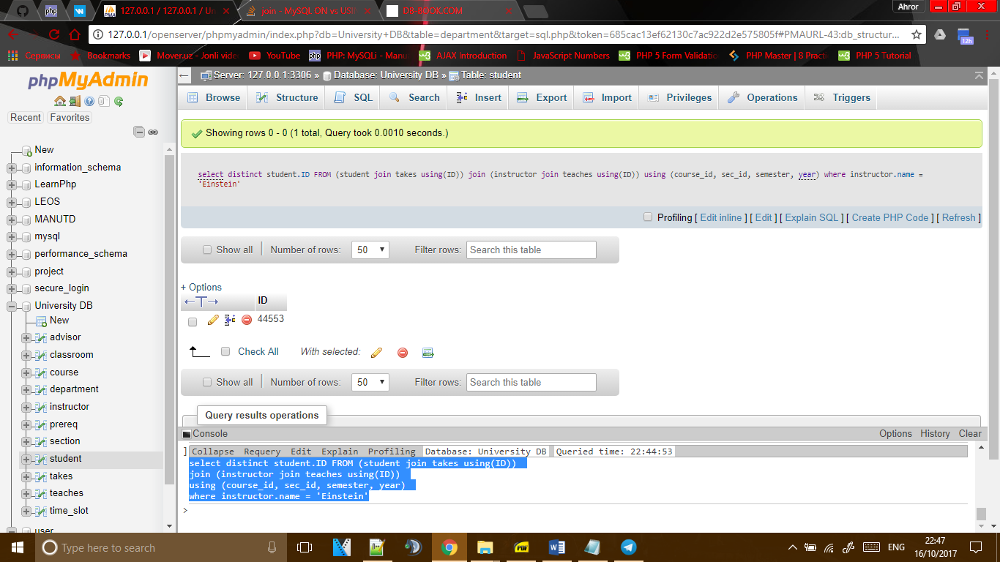 127.0.0.1 / 127.0.0.1 / Un
join - MySQL ON vs USI
DB-BOOK.COM
Ahror
127.0.0.1/openserver/phpmyadmin/index.php?db=University+DB&table=department&target=sql.php&token=685cac13ef62130c7ac922d2e575805f#PMAURL-43:db_structur...
12h
Сервисы
Bookmarks
Mover.uz - Jonli vide
YouTube
php
PHP: MySQLi - Manu
AJAX Introduction
JavaScript Numbers
PHP 5 Form Validatio
PHP Master | 8 Practi
PHP 5 Tutorial
phpMyAdmin
Recent
Favorites
New
information_schema
LearnPhp
LEOS
MANUTD
mysql
performance_schema
project
secure_login
University DB
New
advisor
classroom
course
department
instructor
prereq
section
student
takes
teaches
time_slot
user
Server: 127.0.0.1:3306 » Database: University DB » Table: student
Browse
Structure
SQL
Search
Insert
Export
Import
Privileges
Operations
Triggers
Showing rows 0 - 0 (1 total, Query took 0.0010 seconds.)
select distinct student.ID FROM (student join takes using(ID)) join (instructor join teaches using(ID)) using (course_id, sec_id, semester, year) where instructor.name =
'Einstein'
Profiling [ Edit inline ] [ Edit ] [ Explain SQL ] [ Create PHP Code ] [ Refresh ]
Show all
Number of rows:
50
Filter rows:
Search this table
+ Options
←T→
ID
44553
Check All
With selected:
Show all
Number of rows:
50
Filter rows:
Search this table
Query results operations
Console
Options
History
Clear
] Collapse Requery Edit Explain Profiling Database: University DB Queried time: 22:44:53
select distinct student.ID FROM (student join takes using(ID))
join (instructor join teaches using(ID))
using (course_id, sec_id, semester, year)
where instructor.name = 'Einstein'
>
Type here to search
PDF
ENG
22:47
16/10/2017